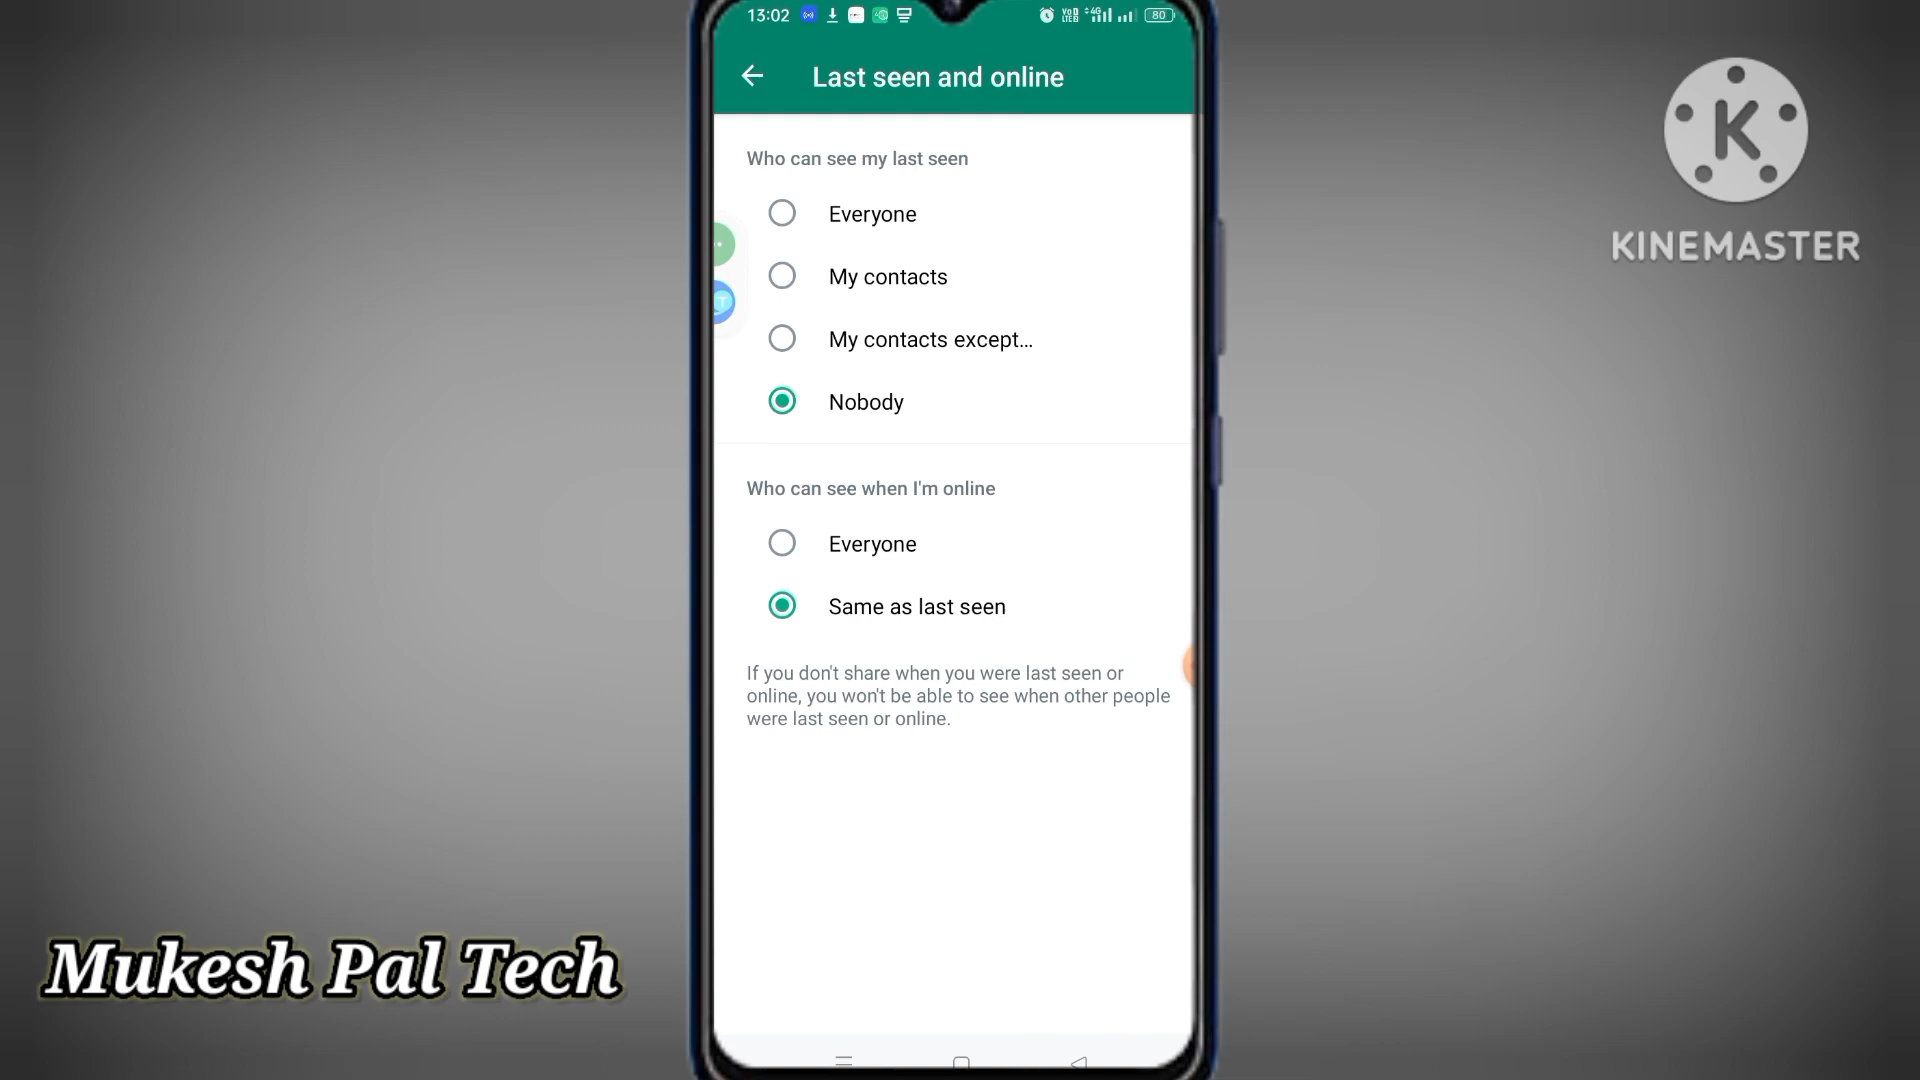 13:02
80
Last seen and online
Who can see my last seen
Everyone
My contacts
My contacts except...
Nobody
Who can see when I'm online
Everyone
Same as last seen
If you don't share when you were last seen or
online, you won't be able to see when other people
were last seen or online.
K
KINEMASTER
Mukesh Pal Tech